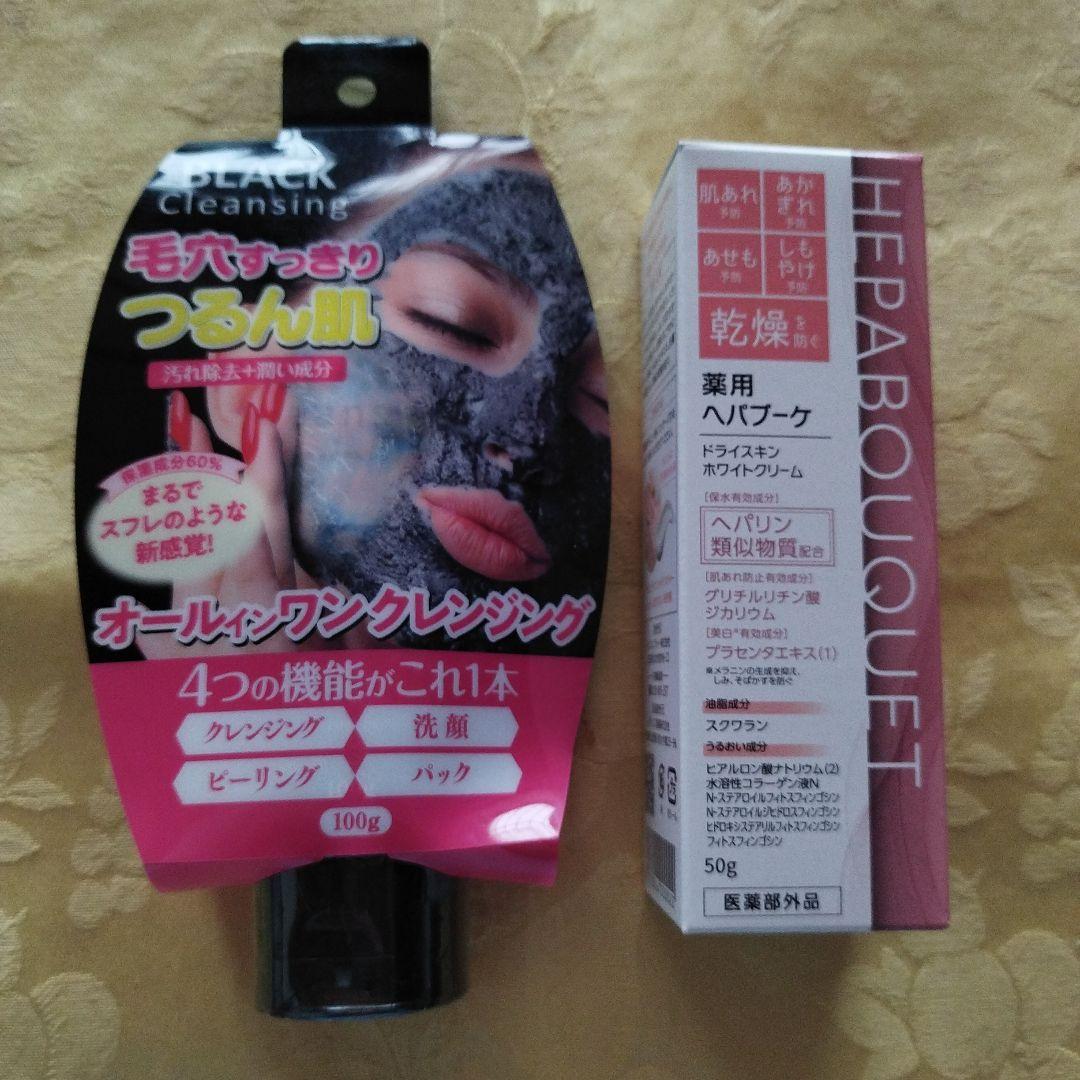 BLACK
Cleansing
毛穴すっきり
つるん肌
汚れ除去+潤い成分
保湿成分60%
まるで
スフレのような
新感覚!
オールインワンクレンジング
4つの機能がこれ1本
クレンジング 洗顔
ピーリング パック
100g
肌あれ
予防
あか
ぎれ
予防
あせも
予防
しも
やけ
予防
乾燥を防ぐ
薬用
ヘパブーケ
ドライスキン
ホワイトクリーム
[保水有効成分]
ヘパリン
類似物質配合
[肌あれ防止有効成分]
グリチルリチン酸
ジカリウム
[美白*有効成分]
プラセンタエキス(1)
※メラニンの生成を抑え、
しみ、そばかすを防ぐ
油脂成分
スクワラン
うるおい成分
ヒアルロン酸ナトリウム(2)
水溶性コラーゲン液N
N-ステアロイルフィトスフィンゴシン
N-ステアロイルジヒドロスフィンゴシン
ヒドロキシステアリルフィトスフィンゴシン
フィトスフィンゴシン
50g
医薬部外品
HEPABOUQUET